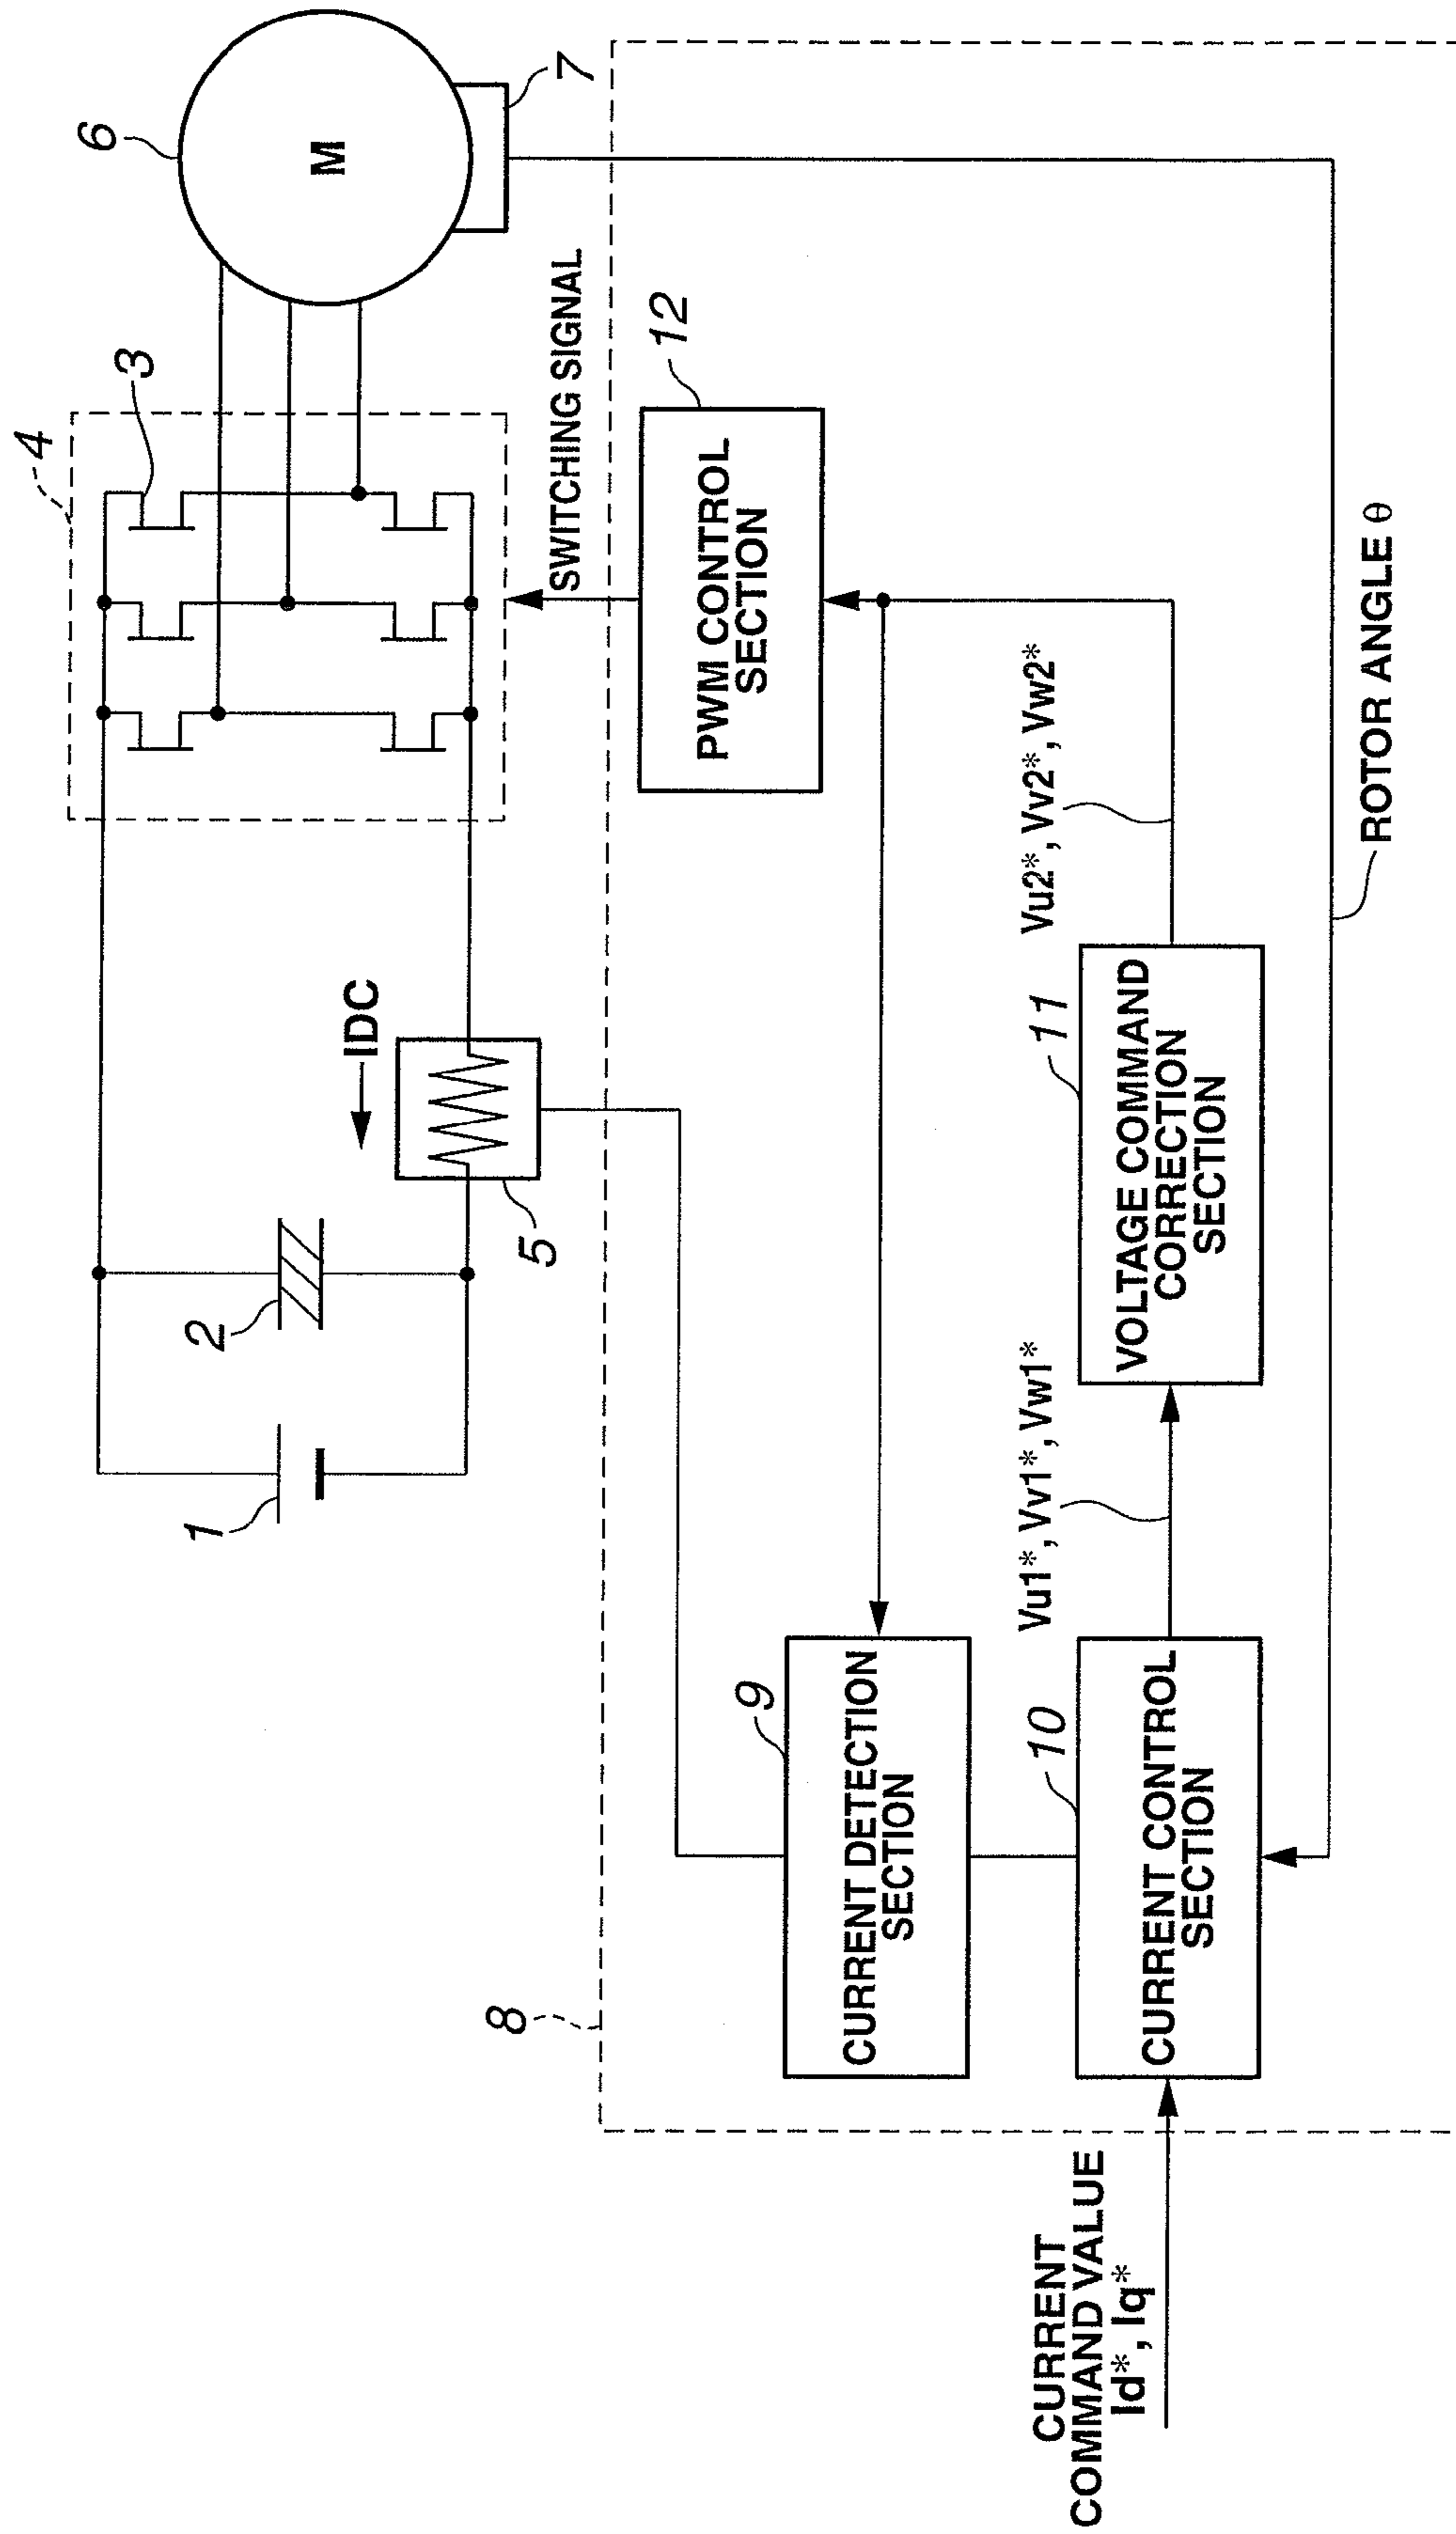 6
M
7
4
3
SWITCHING SIGNAL
12
PWM CONTROL
SECTION
IDC
5
2
1
Vu2*, Vv2*, Vw2*
11
VOLTAGE COMMAND
CORRECTION
SECTION
ROTOR ANGLE θ
Vu1*, Vv1*, Vw1*
9
CURRENT DETECTION
SECTION
10
CURRENT CONTROL
SECTION
8
CURRENT
COMMAND VALUE
Id*, Iq*